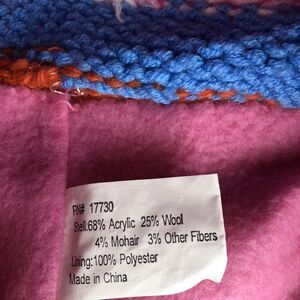 RN# 17730
Shell:68% Acrylic 25% Wool
4% Mohair 3% Other Fibers
Lining:100% Polyester
Made in China